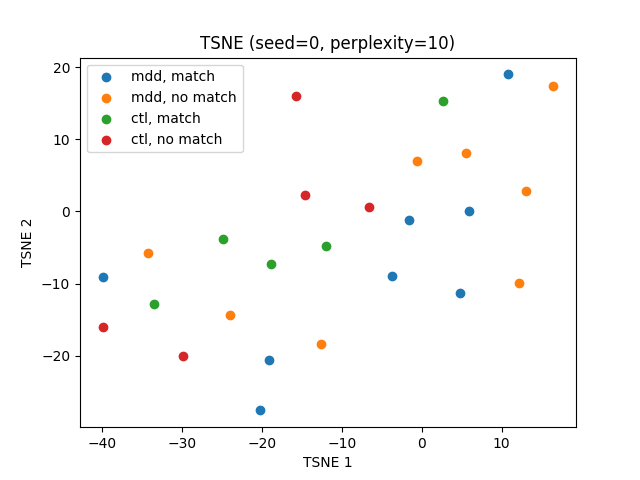 TSNE (seed=0, perplexity=10)
mdd, match
mdd, no match
ctl, match
ctl, no match
20
10
0
−10
−20
TSNE 2
−40
−30
−20
−10
0
10
TSNE 1